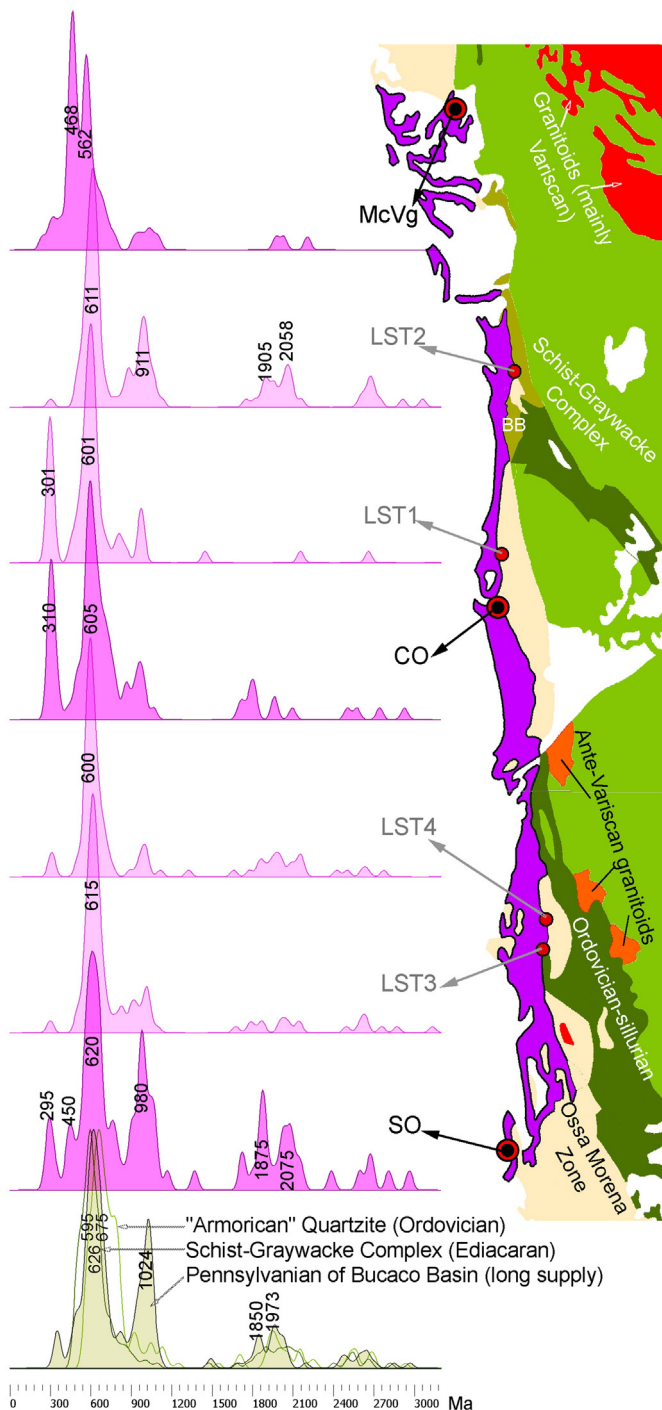 468
562
McVg
Granitoids (mainly
Variscan)
611
911
1905
2058
LST2
Schist-Graywacke
Complex
BB
301
601
LST1
310
605
CO
600
LST4
Ante-Variscan granitoids
615
LST3
Ordovician-sillurian
620
295
450
980
1875
2075
SO
Ossa Morena
Zone
595
675
626
1024
1850
1973
"Armorican" Quartzite (Ordovician)
Schist-Graywacke Complex (Ediacaran)
Pennsylvanian of Bucaco Basin (long supply)
0 300 600 900 1200 1500 1800 2100 2400 2700 3000 Ma